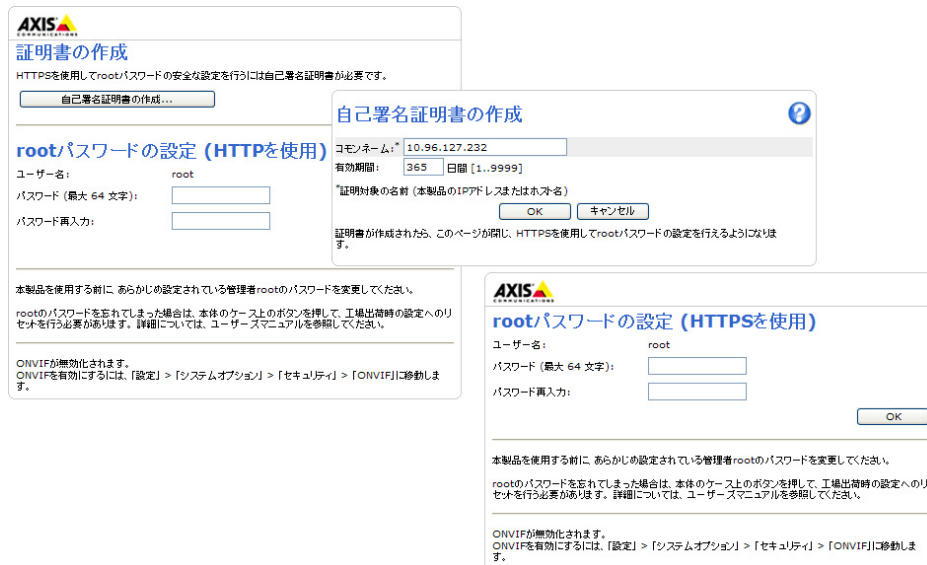 AXIS
COMMUNICATIONS
証明書の作成
HTTPSを使用してrootパスワードの安全な設定を行うには自己署名証明書が必要です。
自己署名証明書の作成...
rootパスワードの設定 (HTTPを使用)
ユーザー名: root
パスワード (最大 64 文字):
パスワード再入力:
本製品を使用する前に、あらかじめ設定されている管理者rootのパスワードを変更してください。
rootのパスワードを忘れてしまった場合は、本体のケース上のボタンを押して、工場出荷時の設定へのリ
セットを行う必要があります。詳細については、ユーザーズマニュアルを参照してください。
ONVIFが無効化されます。
ONVIFを有効にするには、「設定」 > 「システムオプション」 > 「セキュリティ」 > 「ONVIF」に移動しま
す。
自己署名証明書の作成
?
コモンネーム:* 10.96.127.232
有効期間: 365 日間 [1..9999]
*証明対象の名前 (本製品のIPアドレスまたはホスト名)
OK キャンセル
証明書が作成されたら、このページが閉じ、HTTPSを使用してrootパスワードの設定を行えるようになりま
す。
AXIS
COMMUNICATIONS
rootパスワードの設定 (HTTPSを使用)
ユーザー名: root
パスワード (最大 64 文字):
パスワード再入力:
OK
本製品を使用する前に、あらかじめ設定されている管理者rootのパスワードを変更してください。
rootのパスワードを忘れてしまった場合は、本体のケース上のボタンを押して、工場出荷時の設定へのリ
セットを行う必要があります。詳細については、ユーザーズマニュアルを参照してください。
ONVIFが無効化されます。
ONVIFを有効にするには、「設定」 > 「システムオプション」 > 「セキュリティ」 > 「ONVIF」に移動しま
す。